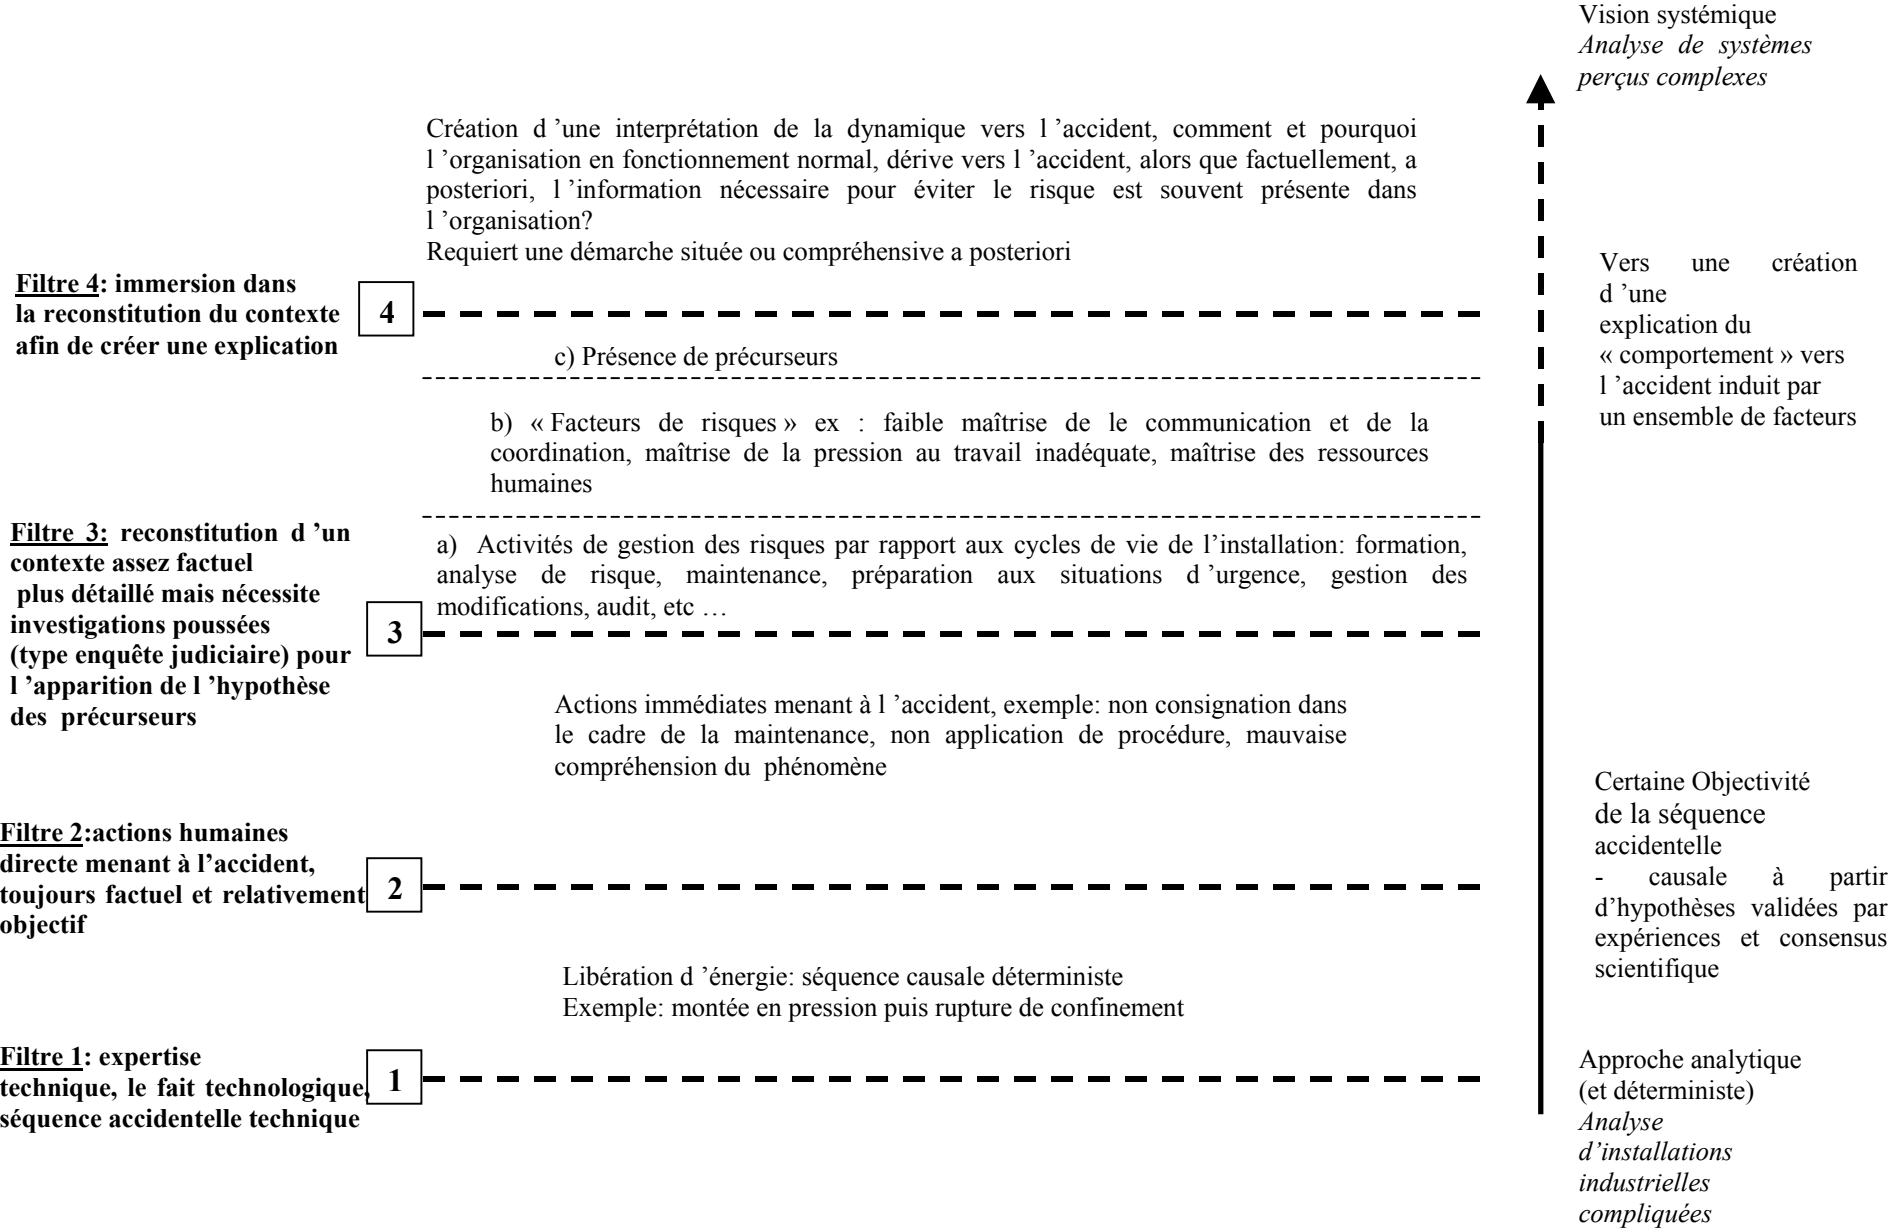 Vision systémique
Analyse de systèmes
perçus complexes
Création d ’une interprétation de la dynamique vers l ’accident, comment et pourquoi
l ’organisation en fonctionnement normal, dérive vers l ’accident, alors que factuellement, a
posteriori, l ’information nécessaire pour éviter le risque est souvent présente dans
l ’organisation?
Requiert une démarche située ou compréhensive a posteriori
Filtre 4: immersion dans
la reconstitution du contexte
afin de créer une explication
4
Vers une création
d ’une
explication du
« comportement » vers
l ’accident induit par
un ensemble de facteurs
c) Présence de précurseurs
b) « Facteurs de risques » ex : faible maîtrise de le communication et de la
coordination, maîtrise de la pression au travail inadéquate, maîtrise des ressources
humaines
Filtre 3: reconstitution d ’un
contexte assez factuel
plus détaillé mais nécessite
investigations poussées
(type enquête judiciaire) pour
l ’apparition de l ’hypothèse
des précurseurs
3
a) Activités de gestion des risques par rapport aux cycles de vie de l’installation: formation,
analyse de risque, maintenance, préparation aux situations d ’urgence, gestion des
modifications, audit, etc …
Actions immédiates menant à l ’accident, exemple: non consignation dans
le cadre de la maintenance, non application de procédure, mauvaise
compréhension du phénomène
Certaine Objectivité
de la séquence
accidentelle
- causale à partir
d’hypothèses validées par
expériences et consensus
scientifique
Filtre 2:actions humaines
directe menant à l’accident,
toujours factuel et relativement
objectif
2
Libération d ’énergie: séquence causale déterministe
Exemple: montée en pression puis rupture de confinement
Filtre 1: expertise
technique, le fait technologique,
séquence accidentelle technique
1
Approche analytique
(et déterministe)
Analyse
d’installations
industrielles
compliquées